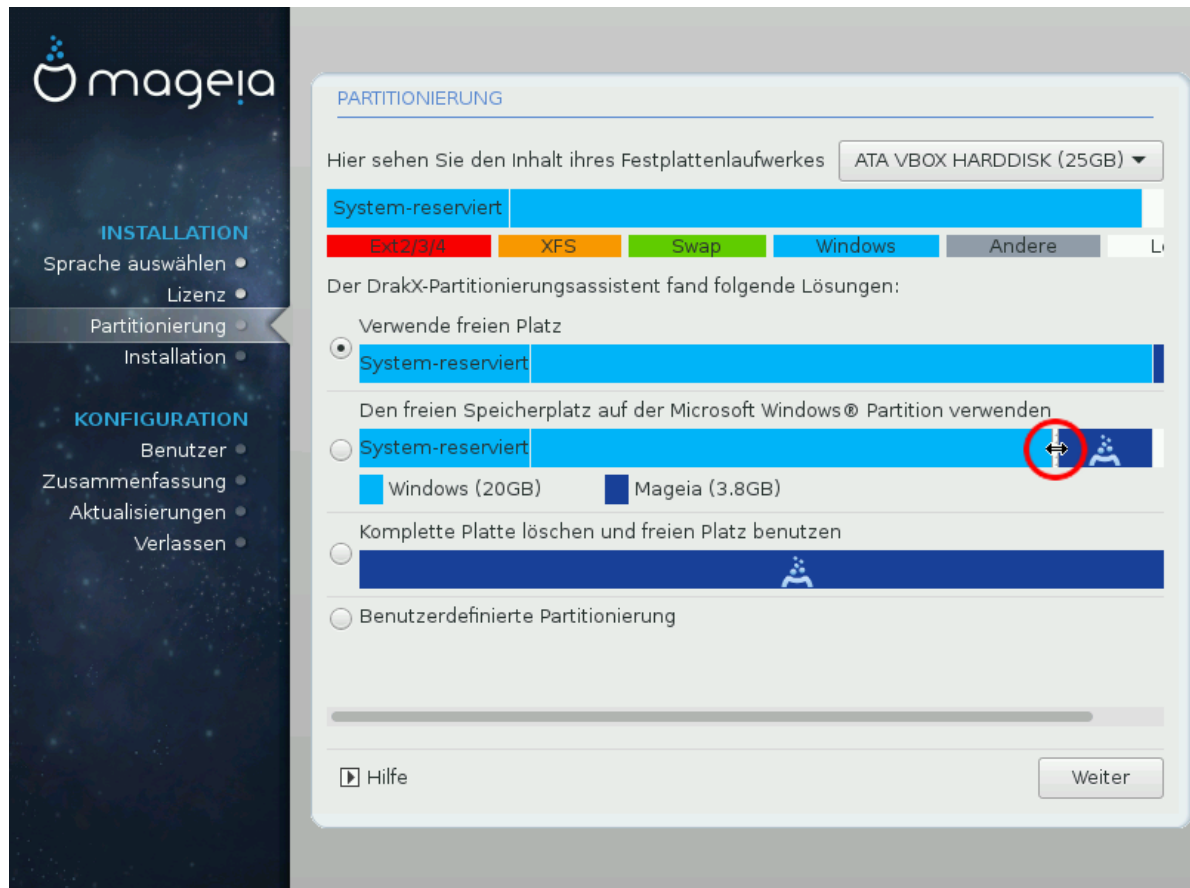 mageia
INSTALLATION
Sprache auswählen
Lizenz
Partitionierung
Installation
KONFIGURATION
Benutzer
Zusammenfassung
Aktualisierungen
Verlassen
PARTITIONIERUNG
Hier sehen Sie den Inhalt ihres Festplattenlaufwerkes ATA VBOX HARDDISK (25GB)
System-reserviert
Ext2/3/4 XFS Swap Windows Andere
Der DrakX-Partitionierungsassistent fand folgende Lösungen:
Verwende freien Platz
System-reserviert
Den freien Speicherplatz auf der Microsoft Windows® Partition verwenden
System-reserviert
Windows (20GB) Mageia (3.8GB)
Komplette Platte löschen und freien Platz benutzen
Benutzerdefinierte Partitionierung
Hilfe Weiter